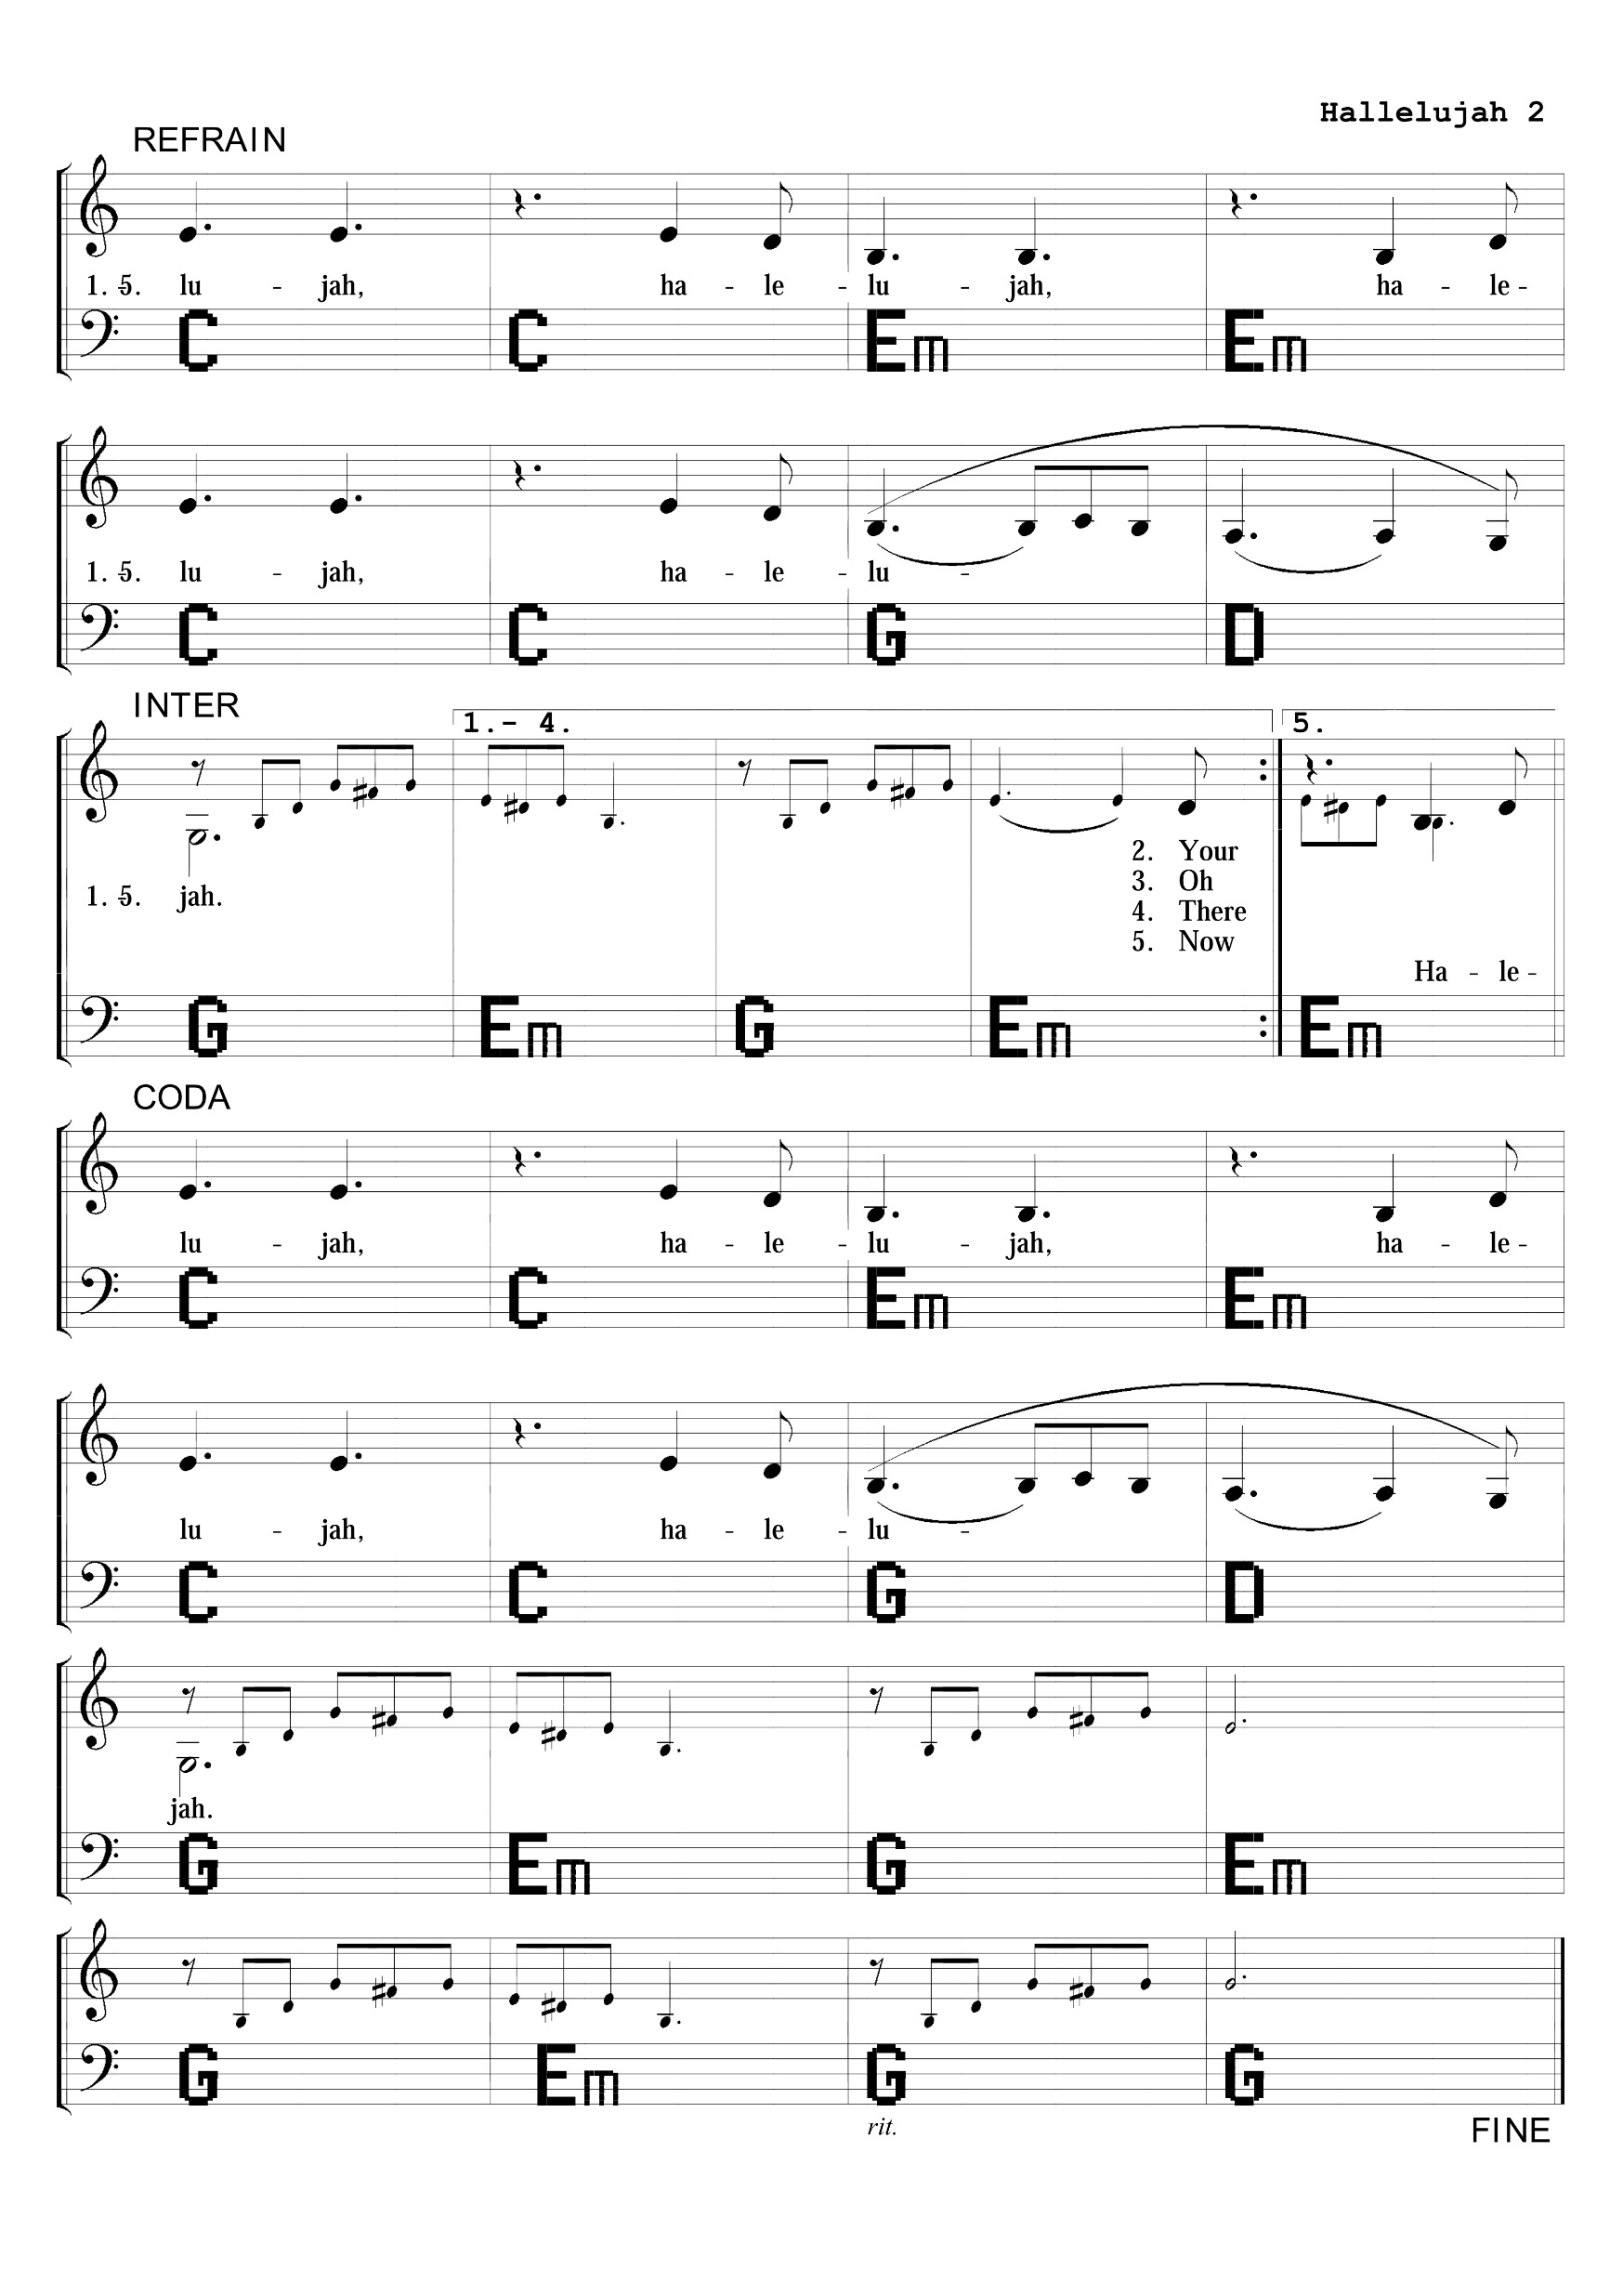 Hallelujah 2
REFRAIN
1. - 5. lu - jah, ha - le - lu - jah, ha - le -
C C Em Em
1. - 5. lu - jah, ha - le - lu -
C C G D
INTER
1.- 4. 5.
2. Your
3. Oh
1. - 5. jah. 4. There
5. Now
Ha - le -
G Em G Em Em
CODA
lu - jah, ha - le - lu - jah, ha - le -
C C Em Em
lu - jah, ha - le - lu -
C C G D
jah.
G Em G Em
G Em G G
rit. FINE